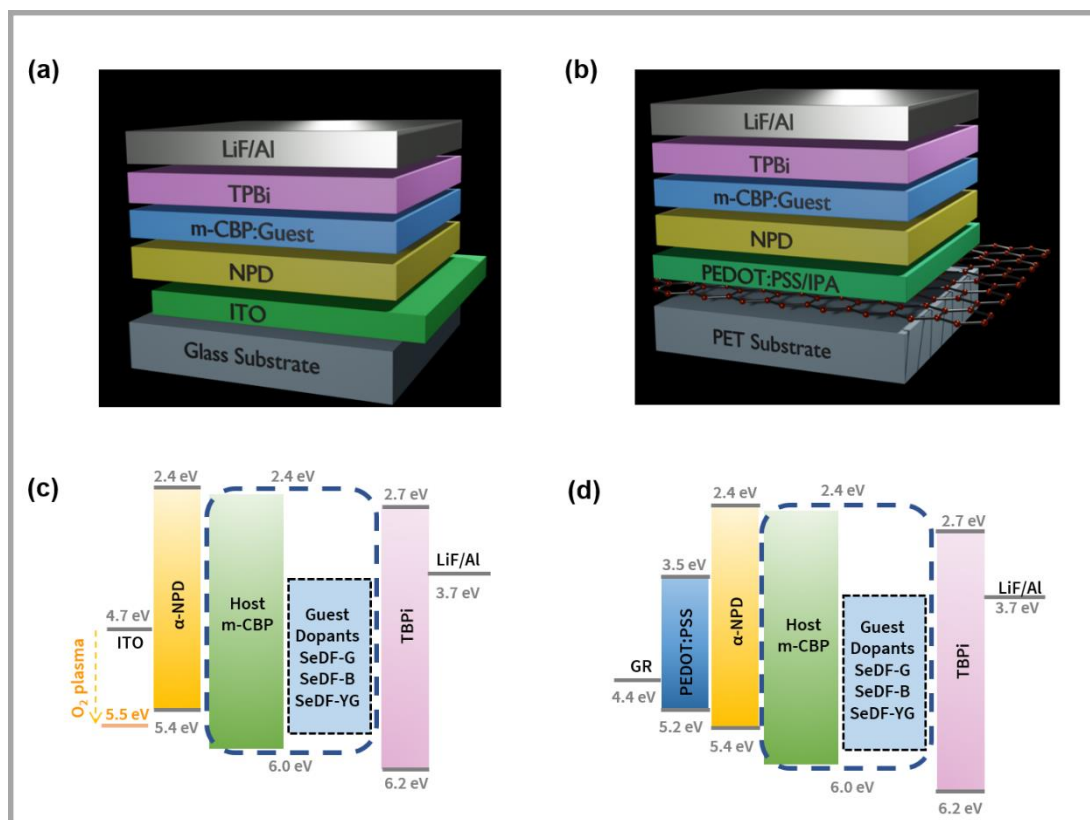 (a)
LiF/Al
TPBi
m-CBP:Guest
NPD
ITO
Glass Substrate
(b)
LiF/Al
TPBi
m-CBP:Guest
NPD
PEDOT:PSS/IPA
PET Substrate
(c)
2.4 eV
2.4 eV
2.7 eV
LiF/Al
3.7 eV
4.7 eV
ITO
O2 plasma
5.5 eV
α-NPD
5.4 eV
Host
m-CBP
Guest
Dopants
SeDF-G
SeDF-B
SeDF-YG
TBPi
6.0 eV
6.2 eV
(d)
2.4 eV
2.4 eV
2.7 eV
LiF/Al
3.7 eV
3.5 eV
GR
4.4 eV
PEDOT:PSS
5.2 eV
α-NPD
5.4 eV
Host
m-CBP
Guest
Dopants
SeDF-G
SeDF-B
SeDF-YG
TBPi
6.0 eV
6.2 eV